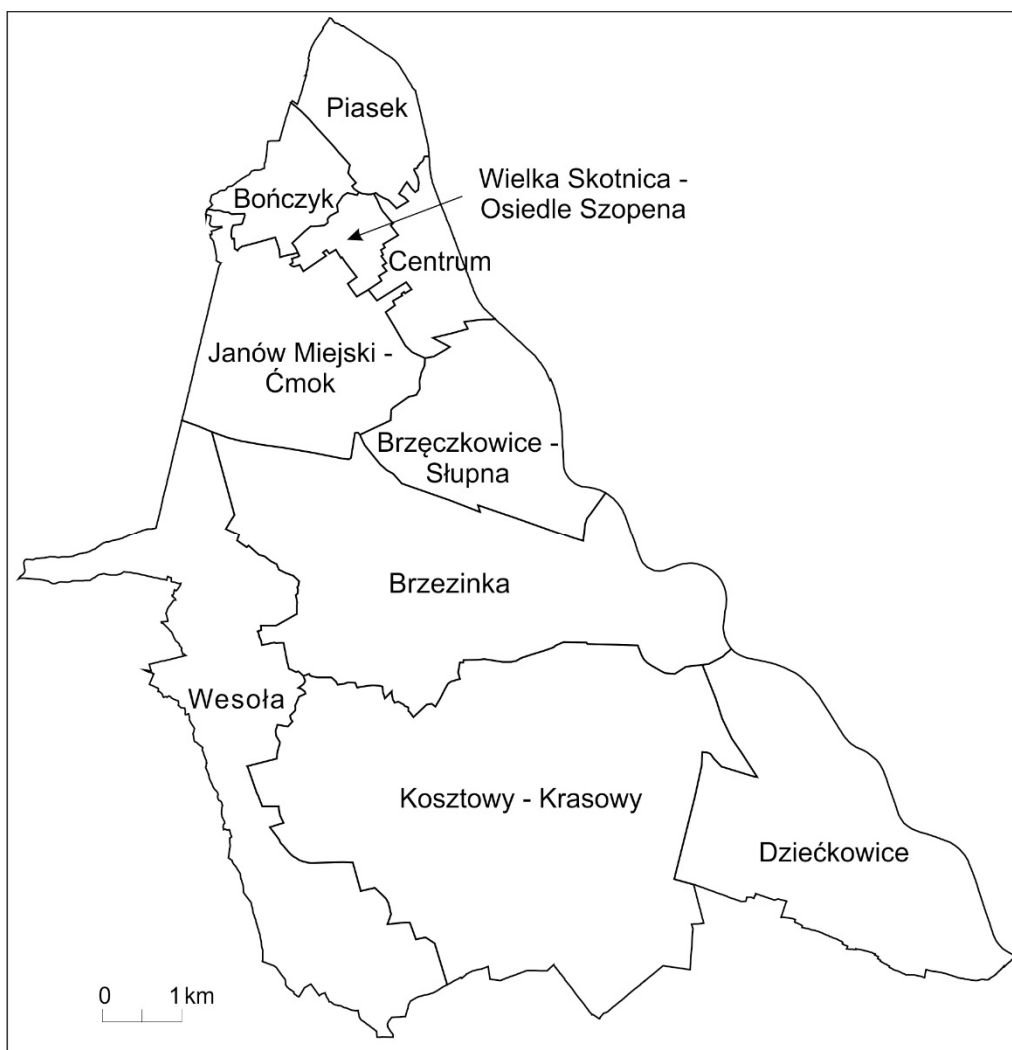 Piasek
Wielka Skotnica -
Osiedle Szopena
Bończyk
Centrum
Janów Miejski -
Ćmok
Brzęczkowice -
Słupna
Brzezinka
Wesoła
Kosztowy - Krasowy
Dziećkowice
0 1 km